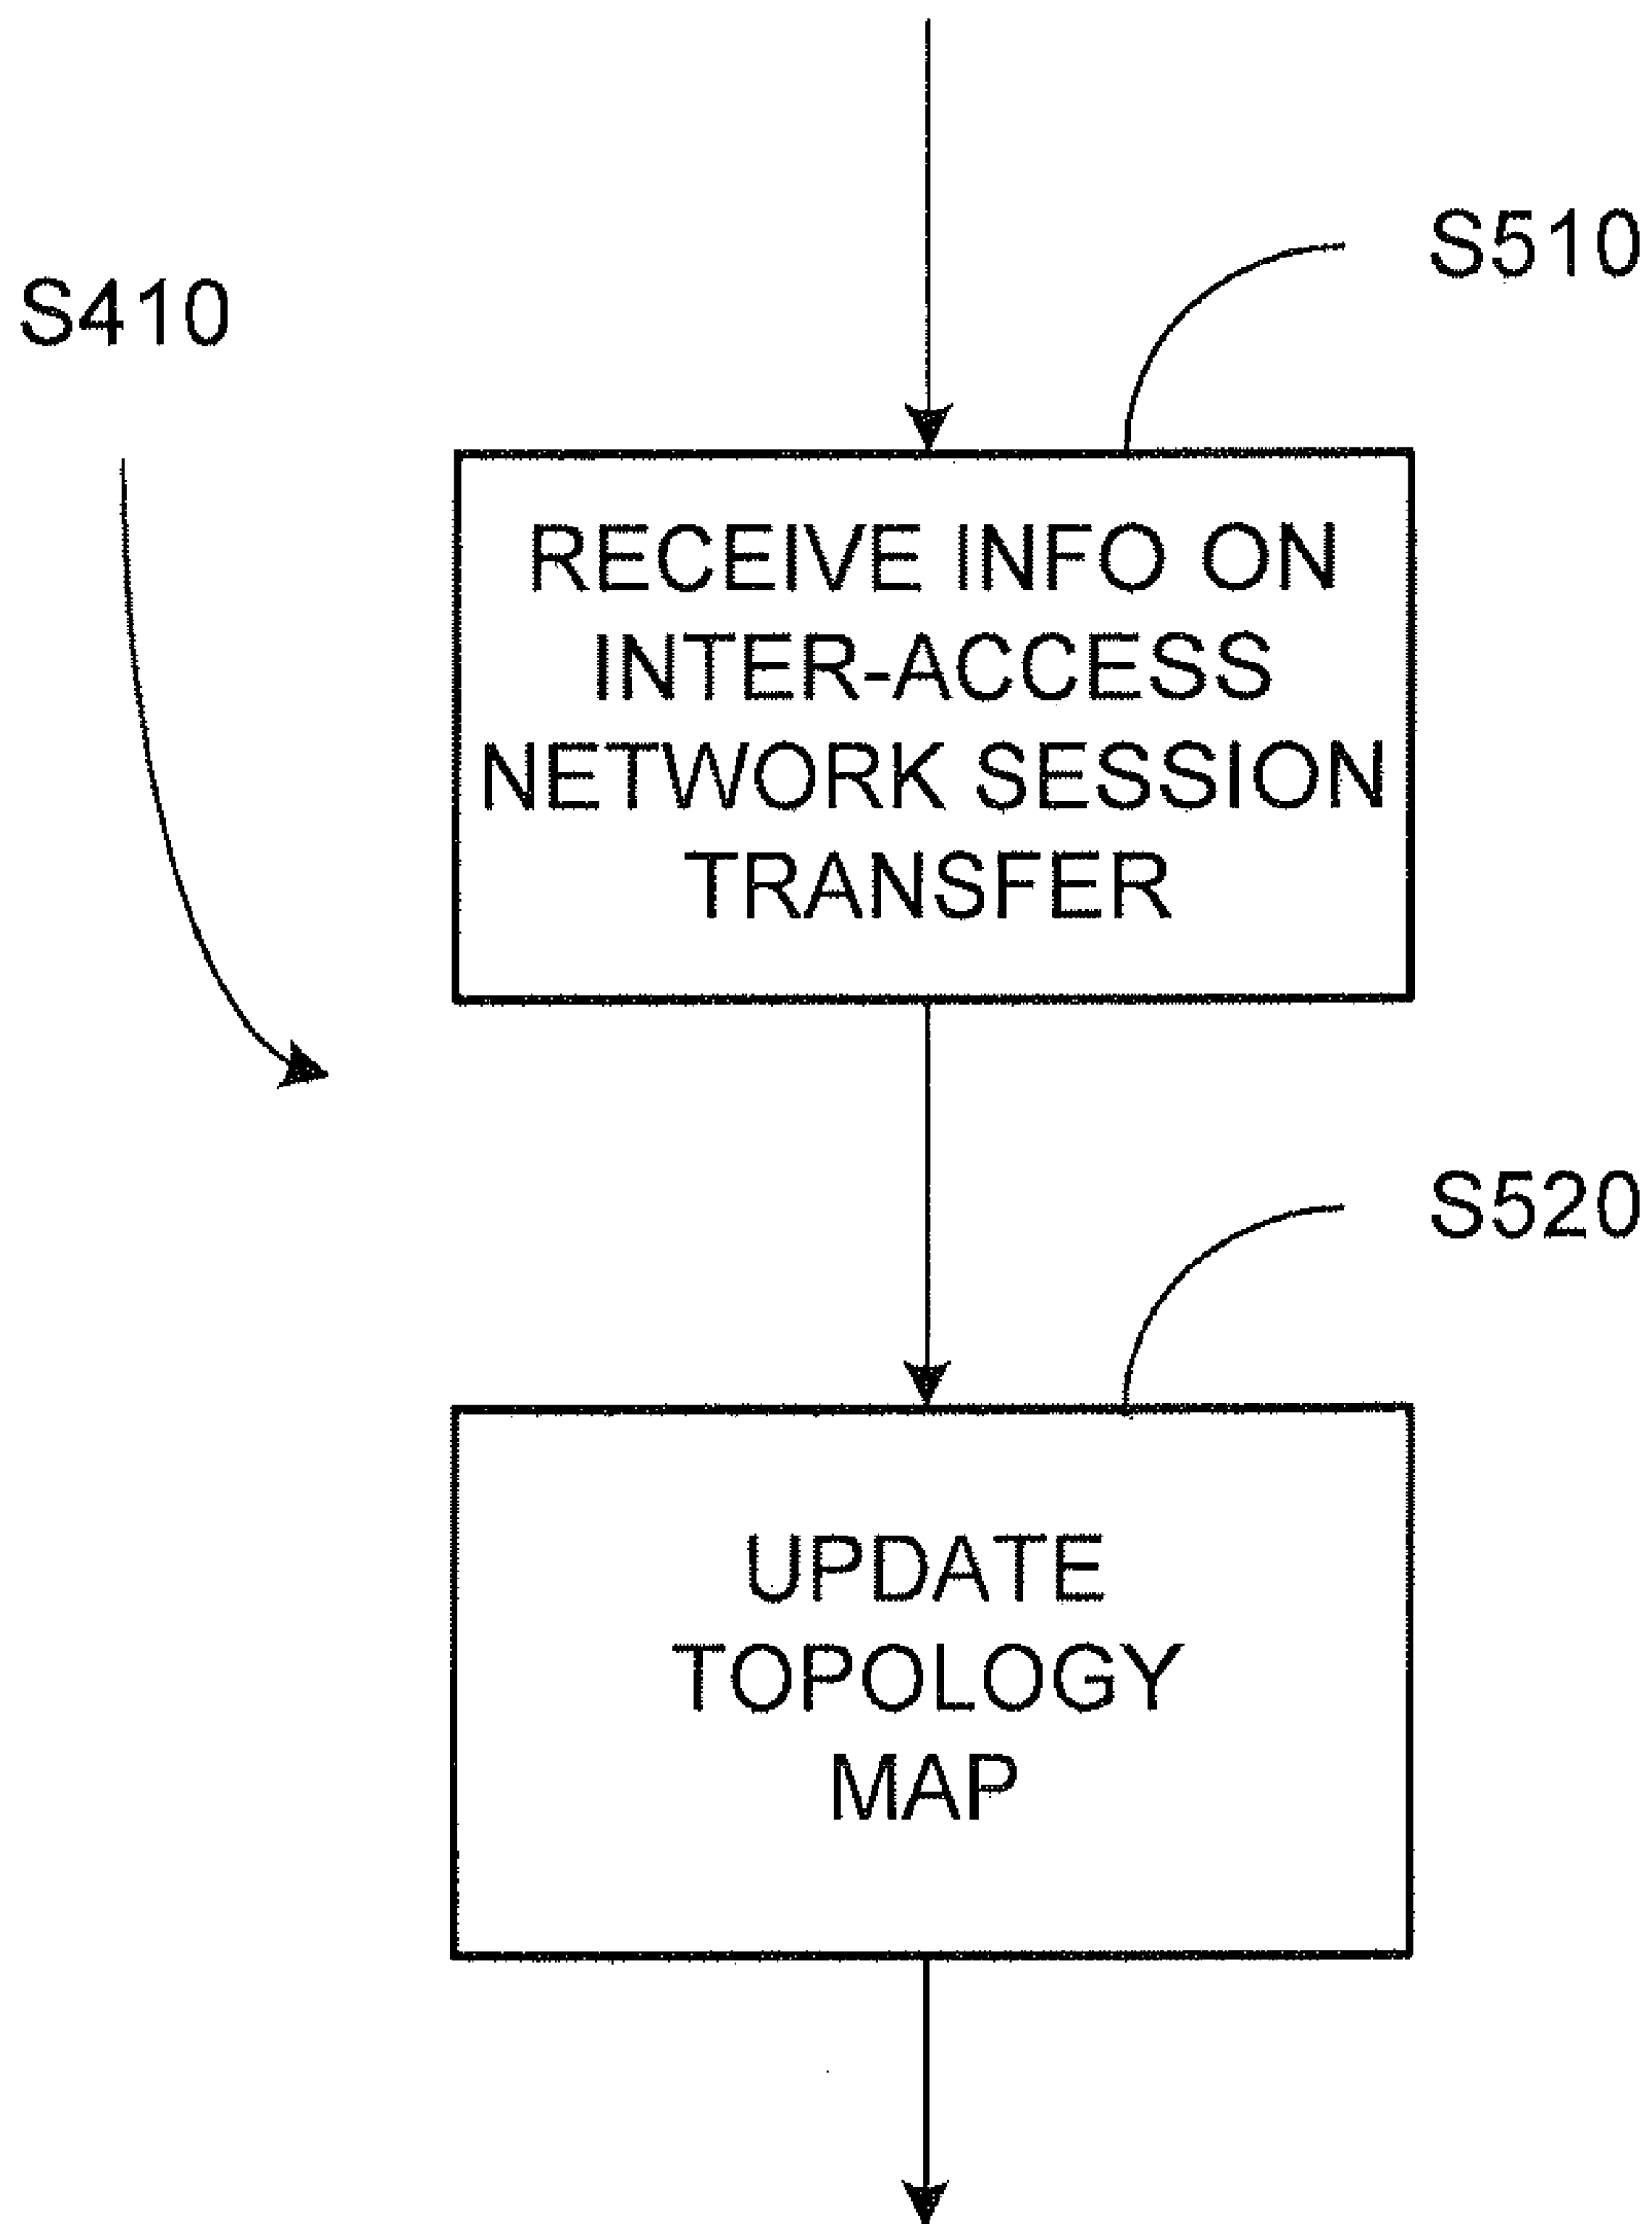 S510
S410
RECEIVE INFO ON
INTER-ACCESS
NETWORK SESSION
TRANSFER
S520
UPDATE
TOPOLOGY
MAP